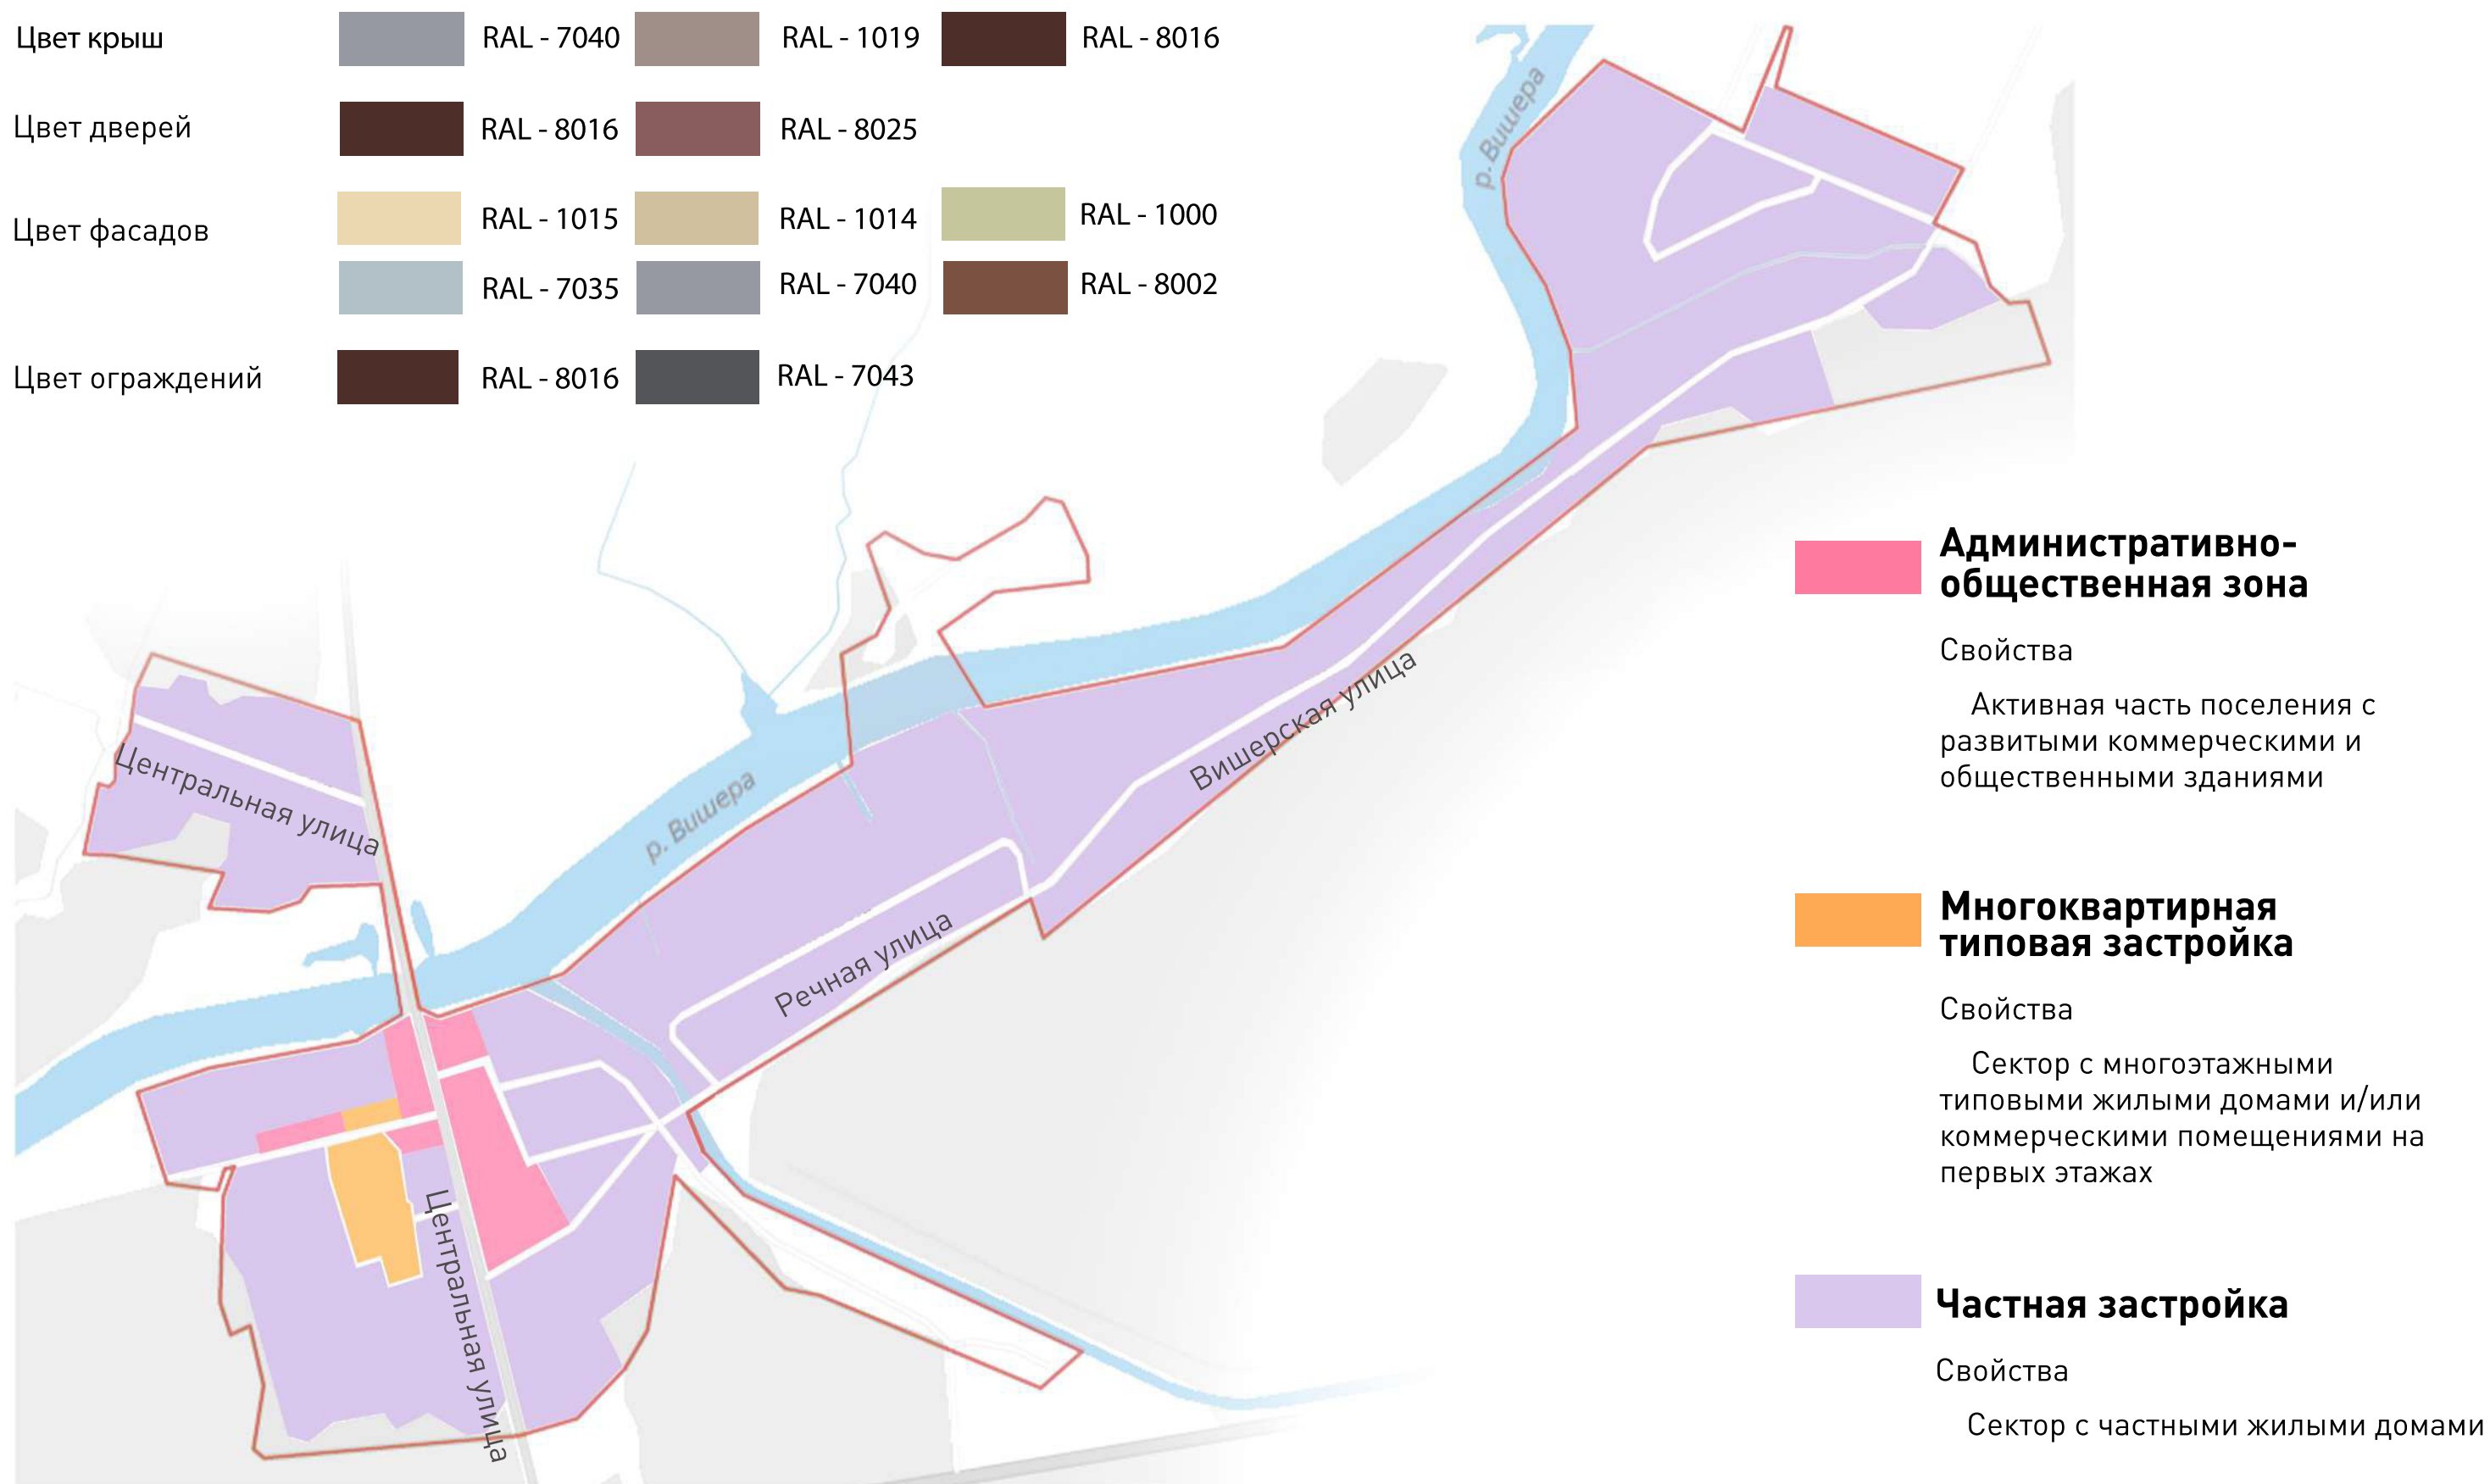 Цвет крыш RAL - 7040 RAL - 1019 RAL - 8016
Цвет дверей RAL - 8016 RAL - 8025
Цвет фасадов RAL - 1015 RAL - 1014 RAL - 1000
RAL - 7035 RAL - 7040 RAL - 8002
Цвет ограждений RAL - 8016 RAL - 7043
р. Вишера
Вишерская улица
Центральная улица
р. Вишера
Речная улица
Центральная улица
Административно-
общественная зона
Свойства
Активная часть поселения с
развитыми коммерческими и
общественными зданиями
Многоквартирная
типовая застройка
Свойства
Сектор с многоэтажными
типовыми жилыми домами и/или
коммерческими помещениями на
первых этажах
Частная застройка
Свойства
Сектор с частными жилыми домами